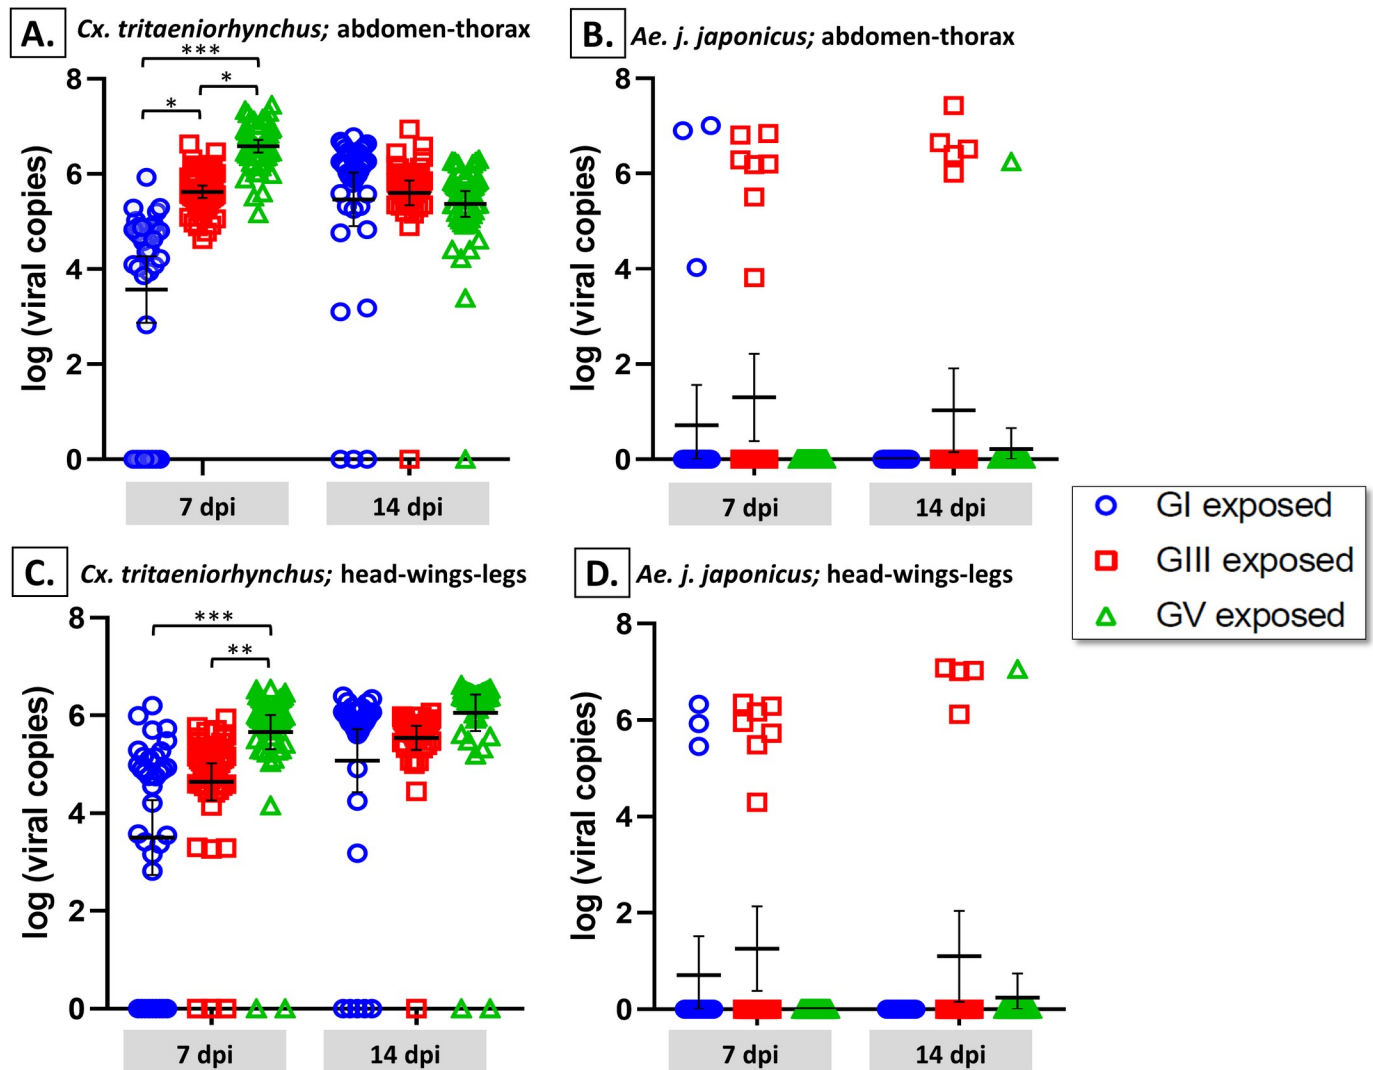 A. Cx. tritaeniorhynchus; abdomen-thorax
***
*
*
log (viral copies)
8
6
4
2
0
7 dpi
14 dpi
B. Ae. j. japonicus; abdomen-thorax
log (viral copies)
8
6
4
2
0
7 dpi
14 dpi
GI exposed
GIII exposed
GV exposed
C. Cx. tritaeniorhynchus; head-wings-legs
***
**
log (viral copies)
8
6
4
2
0
7 dpi
14 dpi
D. Ae. j. japonicus; head-wings-legs
log (viral copies)
8
6
4
2
0
7 dpi
14 dpi